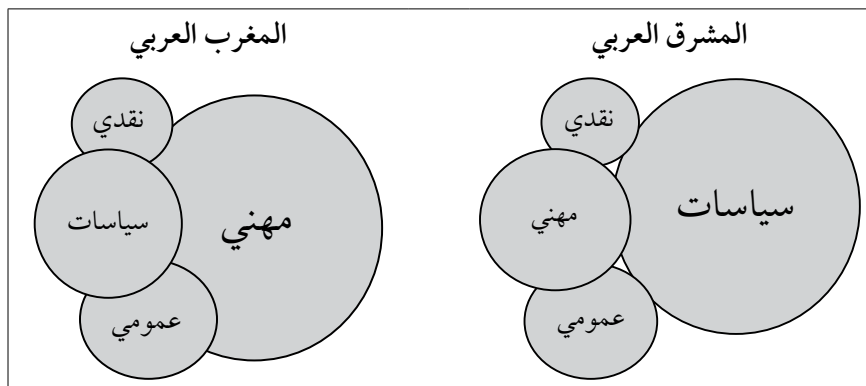 المشرق العربي
نقدي
سياسات
مهني
عمومي
المغرب العربي
نقدي
مهني
سياسات
عمومي